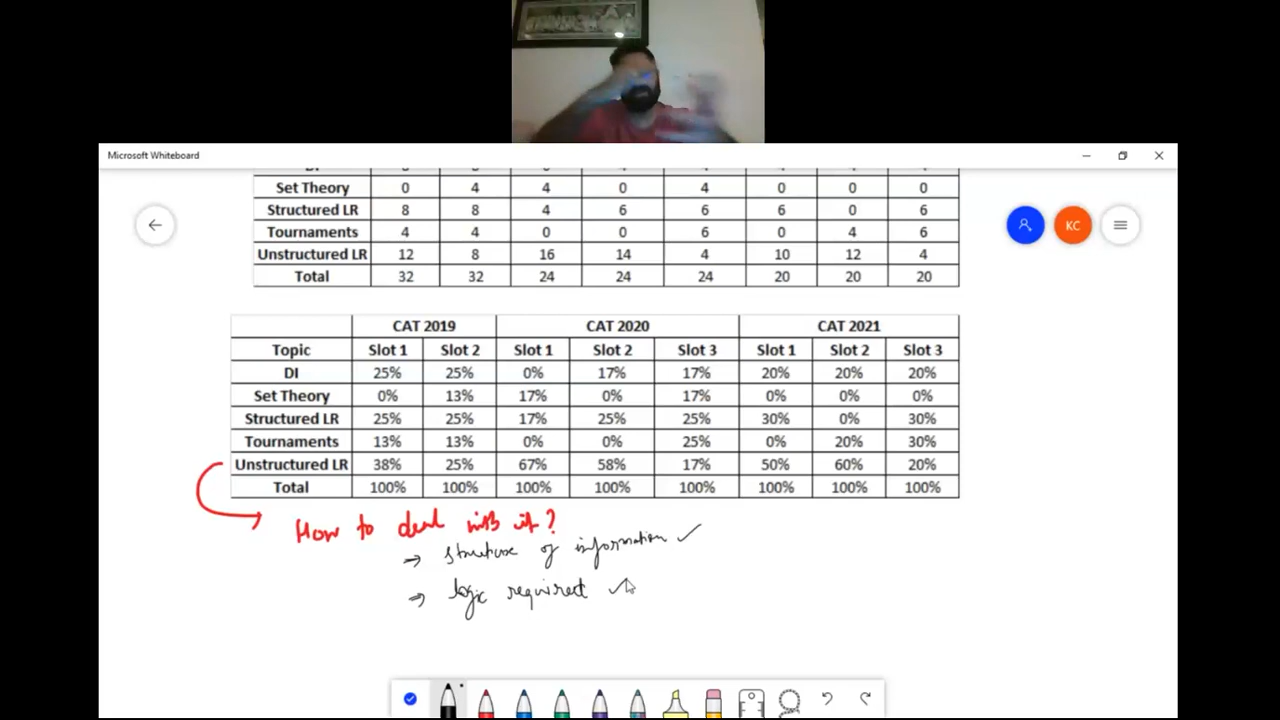 Microsoft Whiteboard
KC
Set Theory 0 4 4 0 4 0 0 0
Structured LR 8 8 4 6 6 6 0 6
Tournaments 4 4 0 0 6 0 4 6
Unstructured LR 12 8 16 14 4 10 12 4
Total 32 32 24 24 24 20 20 20
CAT 2019 CAT 2020 CAT 2021
Topic Slot 1 Slot 2 Slot 1 Slot 2 Slot 3 Slot 1 Slot 2 Slot 3
DI 25% 25% 0% 17% 17% 20% 20% 20%
Set Theory 0% 13% 17% 0% 17% 0% 0% 0%
Structured LR 25% 25% 17% 25% 25% 30% 0% 30%
Tournaments 13% 13% 0% 0% 25% 0% 20% 30%
Unstructured LR 38% 25% 67% 58% 17% 50% 60% 20%
Total 100% 100% 100% 100% 100% 100% 100% 100%
How to deal with it?
⇒ structure of information ✓
⇒ logic required ✓